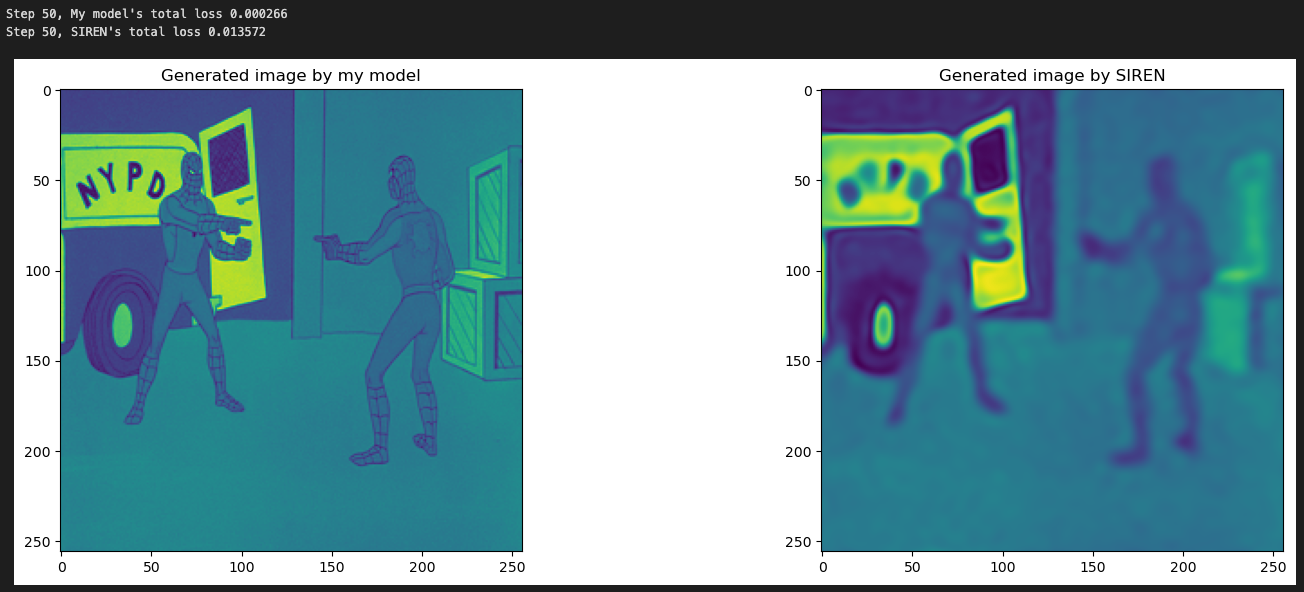 Step 50, My model's total loss 0.000266
Step 50, SIREN's total loss 0.013572
Generated image by my model
0
50
100
150
200
250
0 50 100 150 200 250
NYPD
Generated image by SIREN
0
50
100
150
200
250
0 50 100 150 200 250